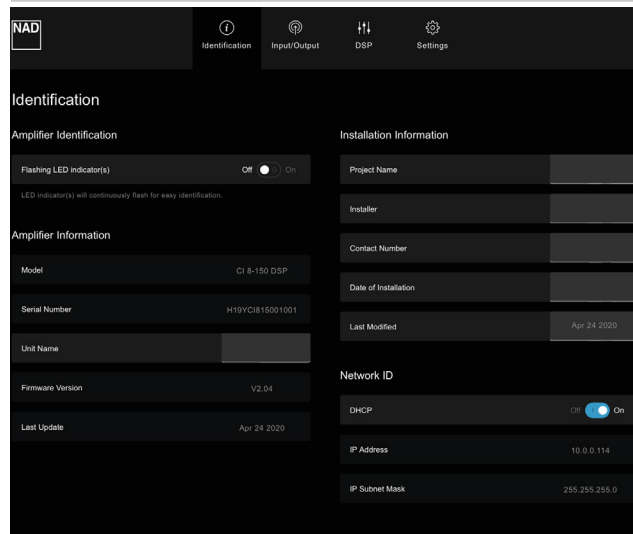 NAD
Identification
Input/Output
DSP
Settings
Identification
Amplifier Identification
Flashing LED indicator(s)
Off On
LED indicator(s) will continuously flash for easy identification.
Amplifier Information
Model CI 8-150 DSP
Serial Number H19YCI815001001
Unit Name
Firmware Version V2.04
Last Update Apr 24 2020
Installation Information
Project Name
Installer
Contact Number
Date of Installation
Last Modified Apr 24 2020
Network ID
DHCP Off On
IP Address 10.0.0.114
IP Subnet Mask 255.255.255.0